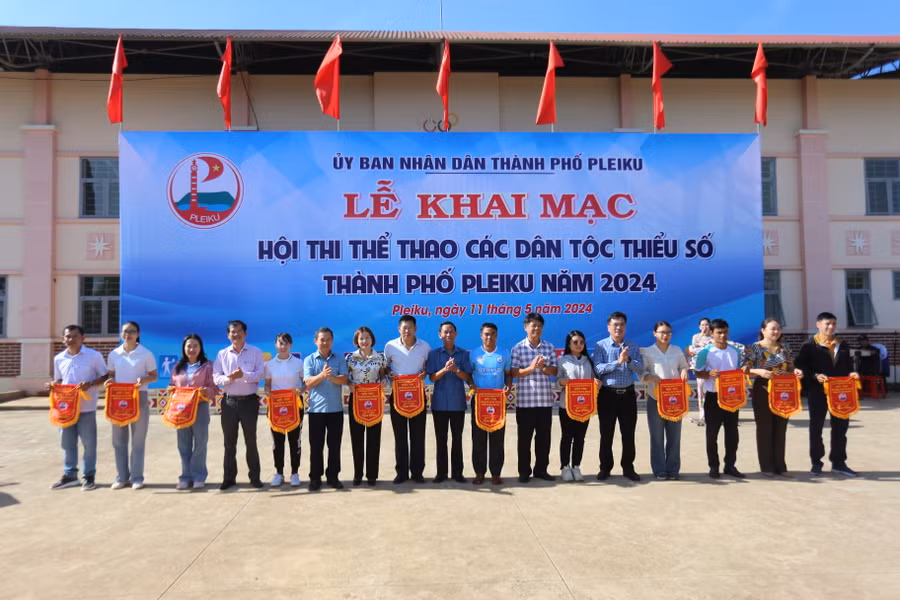 ỦY BAN NHÂN DÂN THÀNH PHỐ PLEIKU
LỄ KHAI MẠC
HỘI THI THỂ THAO CÁC DÂN TỘC THIỂU SỐ
THÀNH PHỐ PLEIKU NĂM 2024
Pleiku, ngày 11 tháng 5 năm 2024
PLEIKU